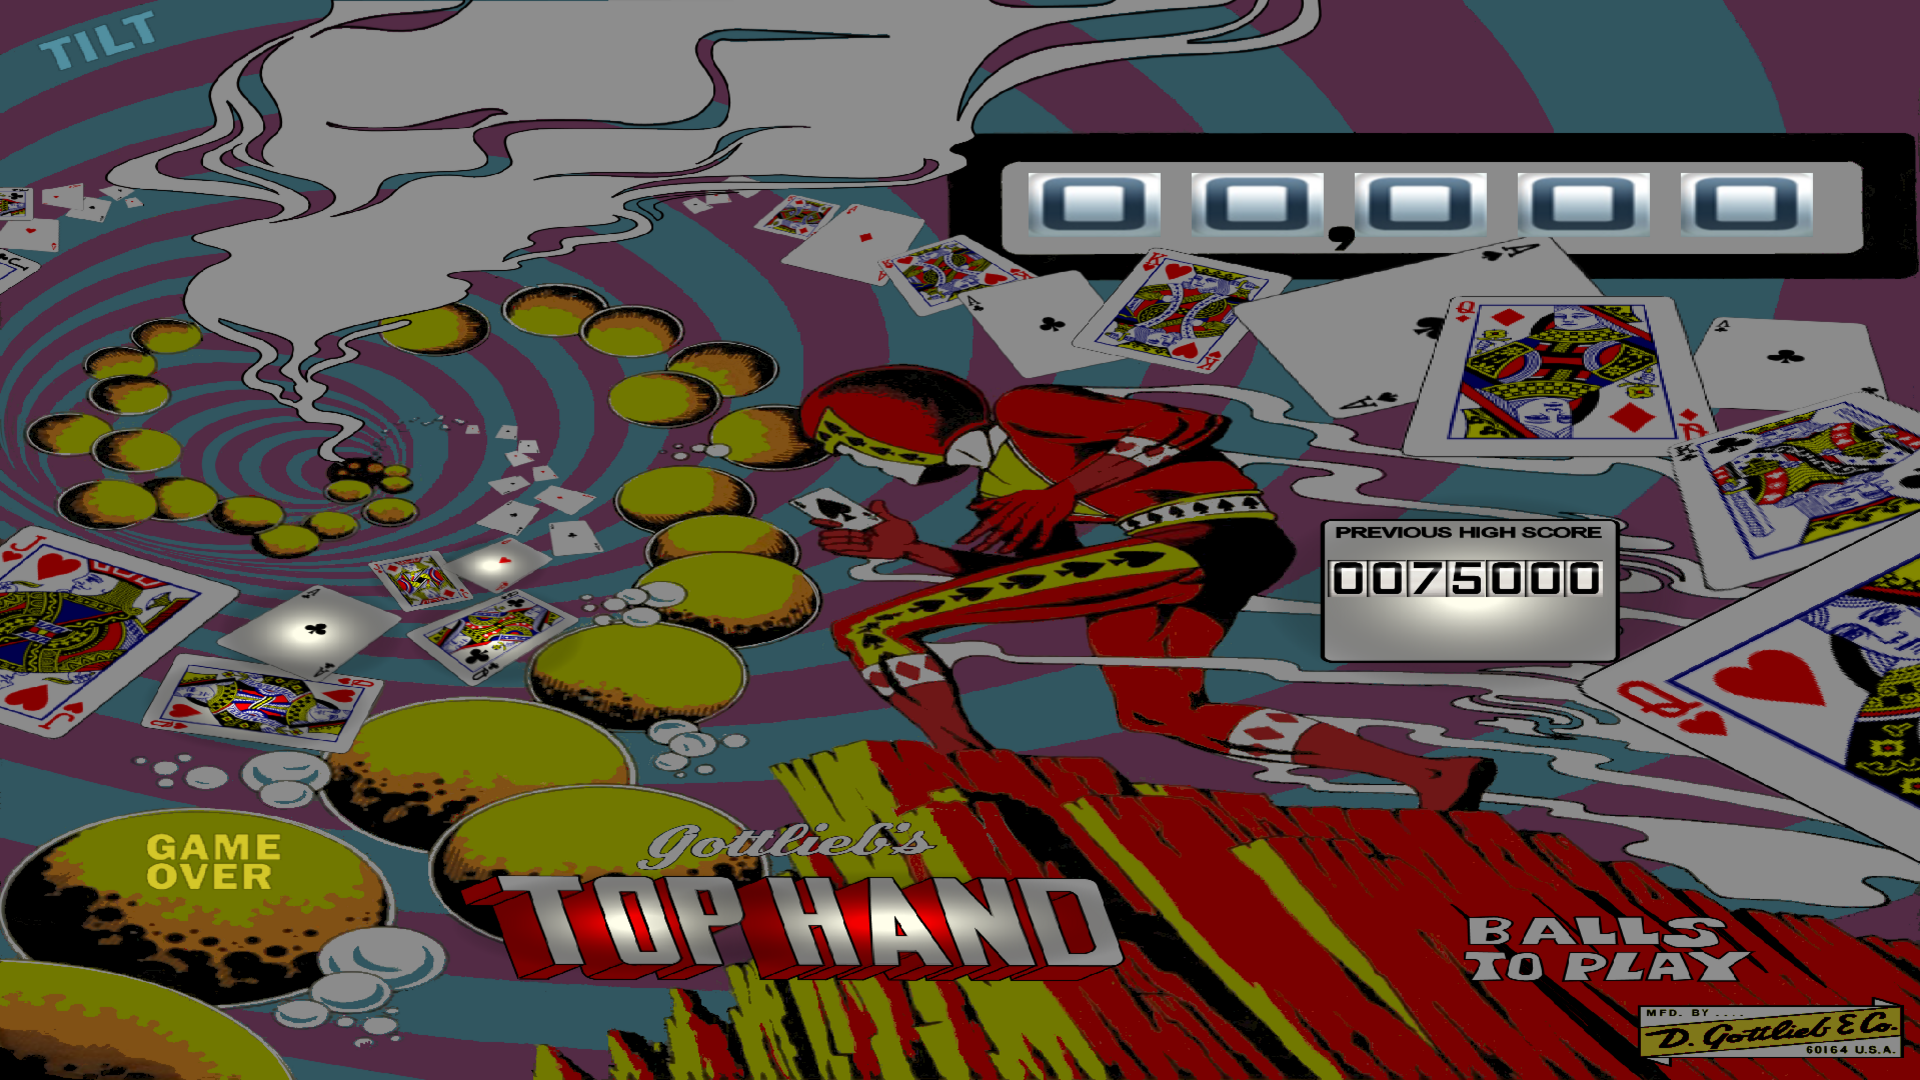 TILT
00,000
A
K
K
A
A
Q
Q
A
K
PREVIOUS HIGH SCORE
0075000
J
J
A
A
Q
Q
Q
GAME
OVER
Gottlieb's
TOP HAND
BALLS
TO PLAY
MFD. BY ....
D. Gottlieb & Co.
60164 U.S.A.